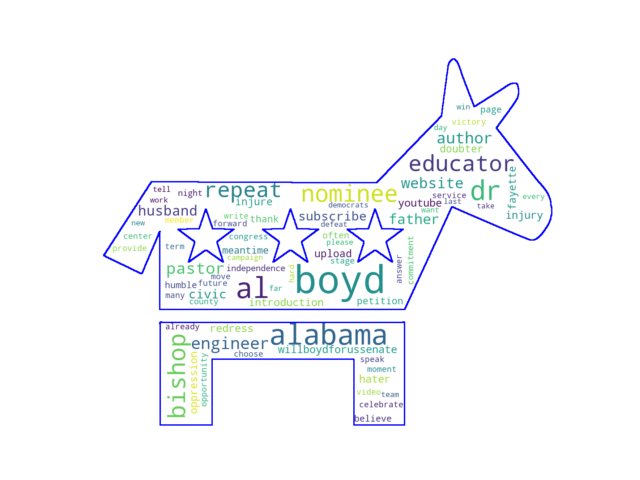 win
page
victory
day
author
doubter
educator
website
dr
fayette
service
every
tell
night
repeat
nominee
work
injure
democrats
youtube
last
take
husband
write
thank
subscribe
want
father
injury
new
member
forward
defeat
center
congress
often
please
provide
term
meantime
upload
campaign
stage
commitment
pastor
independence
hard
boyd
answer
move
humble
future
al
far
many
civic
county
introduction
petition
already
redress
alabama
bishop
engineer
willboydforussenate
choose
oppression
opportunity
speak
moment
hater
video
team
celebrate
believe